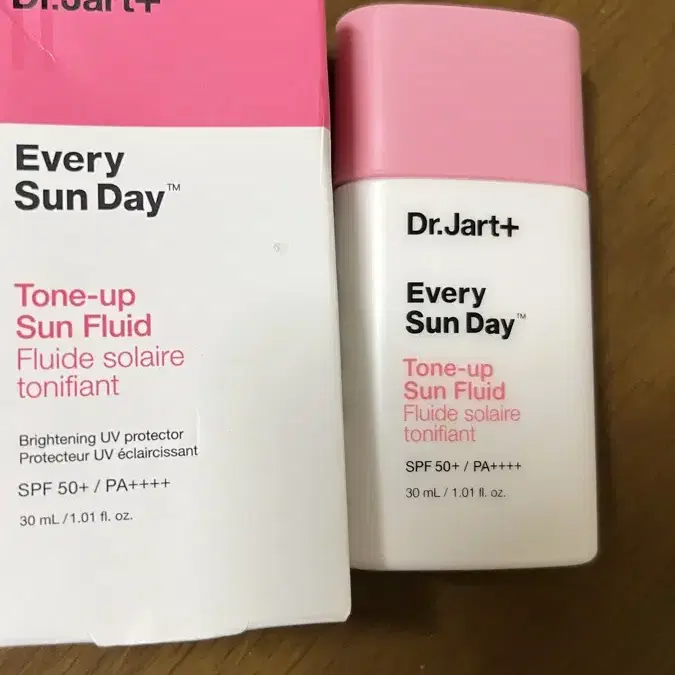 Dr.Jart+
Every
Sun Day™
Tone-up
Sun Fluid
Fluide solaire
tonifiant
Brightening UV protector
Protecteur UV éclaircissant
SPF 50+ / PA++++
30 mL / 1.01 fl. oz.
Dr.Jart+
Every
Sun Day™
Tone-up
Sun Fluid
Fluide solaire
tonifiant
SPF 50+ / PA++++
30 mL / 1.01 fl. oz.